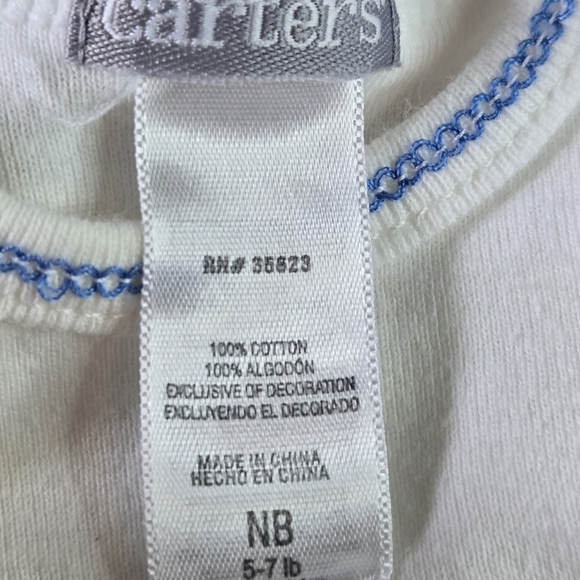 carter's
RN# 35623
100% COTTON
100% ALGODÓN
EXCLUSIVE OF DECORATION
EXCLUYENDO EL DECORADO
MADE IN CHINA
HECHO EN CHINA
NB
5-7 lb